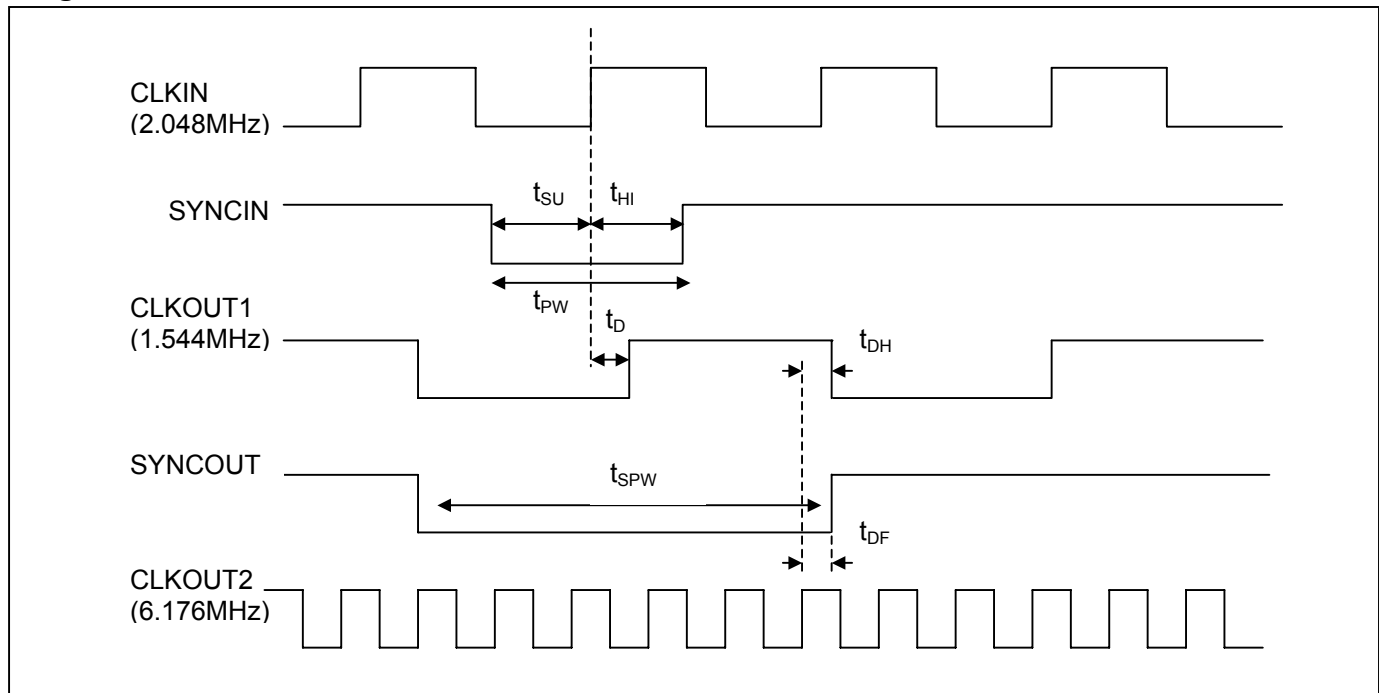 CLKIN
(2.048MHz)
SYNCIN
tSU
tHI
tPW
CLKOUT1
(1.544MHz)
tD
tDH
SYNCOUT
tSPW
tDF
CLKOUT2
(6.176MHz)